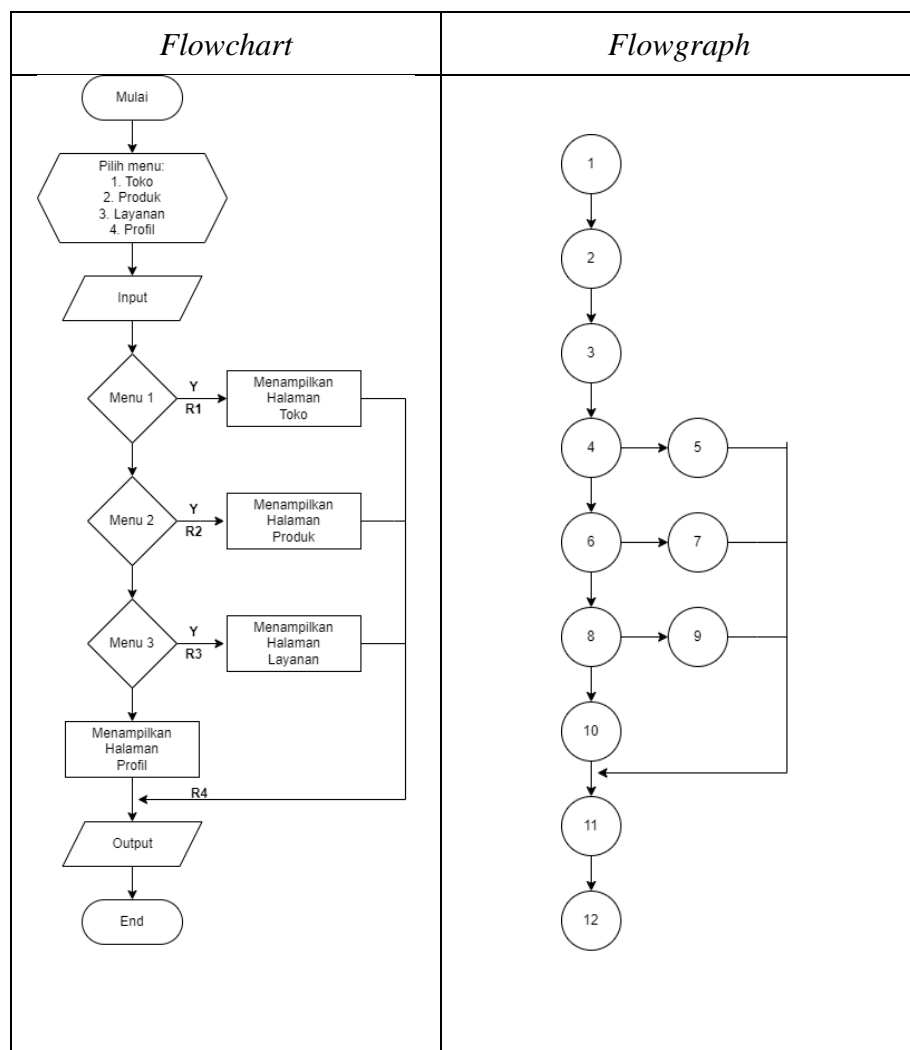 Flowchart
Flowgraph
Mulai
Pilih menu:
1. Toko
2. Produk
3. Layanan
4. Profil
Input
Menu 1
Y
R1
Menampilkan
Halaman
Toko
Menu 2
Y
R2
Menampilkan
Halaman
Produk
Menu 3
Y
R3
Menampilkan
Halaman
Layanan
Menampilkan
Halaman
Profil
R4
Output
End
1
2
3
4
5
6
7
8
9
10
11
12